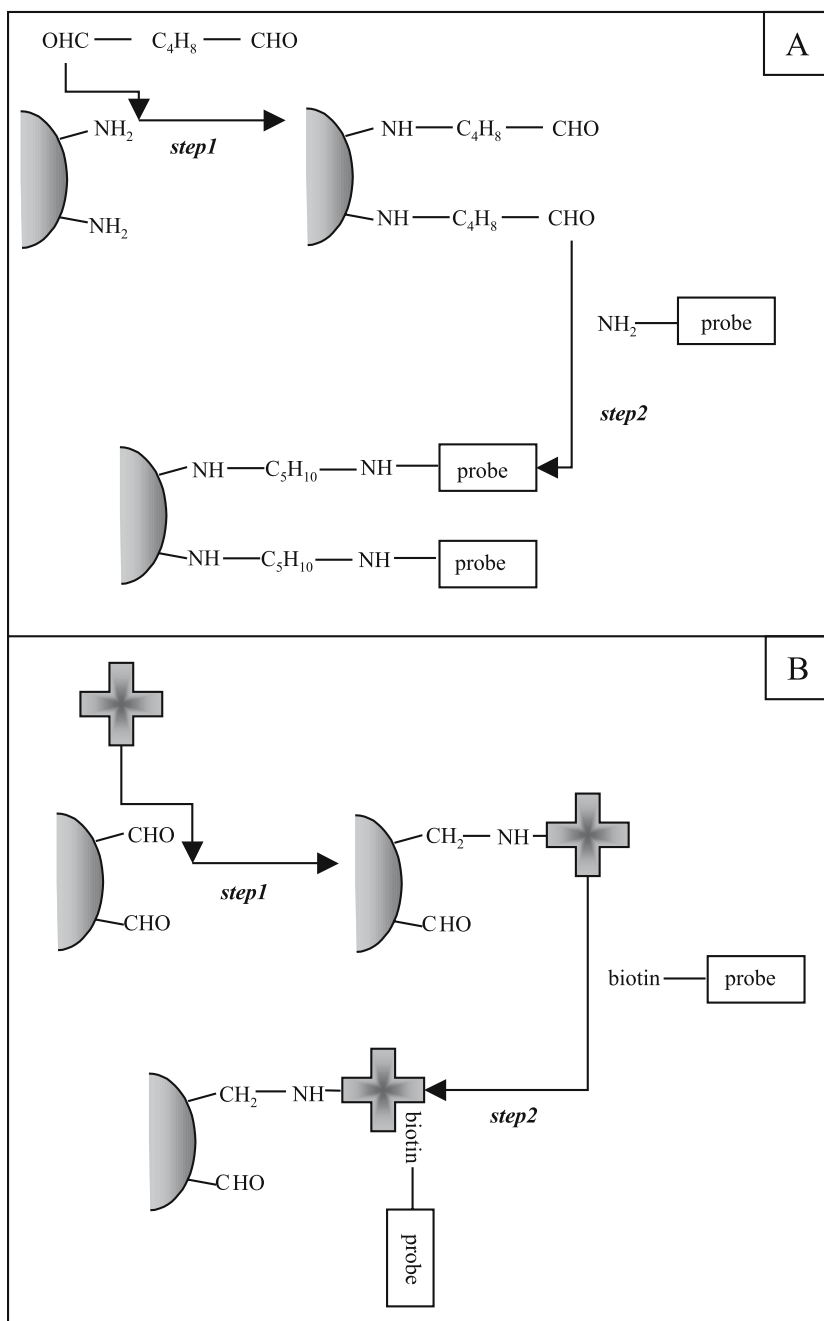 A
OHC — C₄H₈ — CHO
NH₂
step1
NH — C₄H₈ — CHO
NH₂
NH — C₄H₈ — CHO
NH₂ — probe
step2
NH — C₅H₁₀ — NH — probe
NH — C₅H₁₀ — NH — probe
B
CHO
CH₂ — NH
step1
CHO
CHO
biotin — probe
CH₂ — NH
step2
biotin
CHO
probe